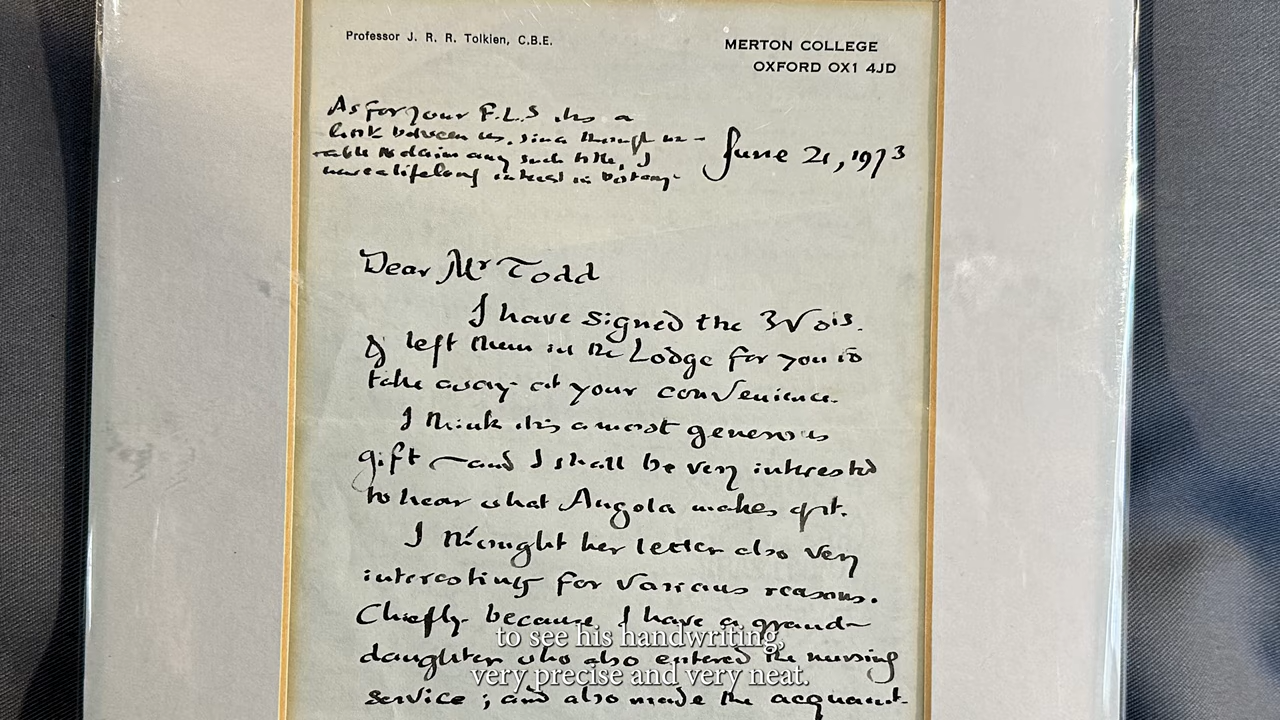 Professor J. R. R. Tolkien, C.B.E.
MERTON COLLEGE
OXFORD OX1 4JD
As for your F.L.S. it is a
link between us, since though un-
able to claim any such title, I
have a lifelong interest in botany.
June 21, 1973
Dear Mr Todd
I have signed the 3 Vols.
& left them in the Lodge for you to
take away at your convenience.
I think it is a most generous
gift – and I shall be very interested
to hear what Angola makes of it.
I thought her letter also very
interesting for various reasons.
Chiefly because I have a grand-
daughter who also entered the nursing
service ; and also made the acquaint-
to see his handwriting,
very precise and very neat.